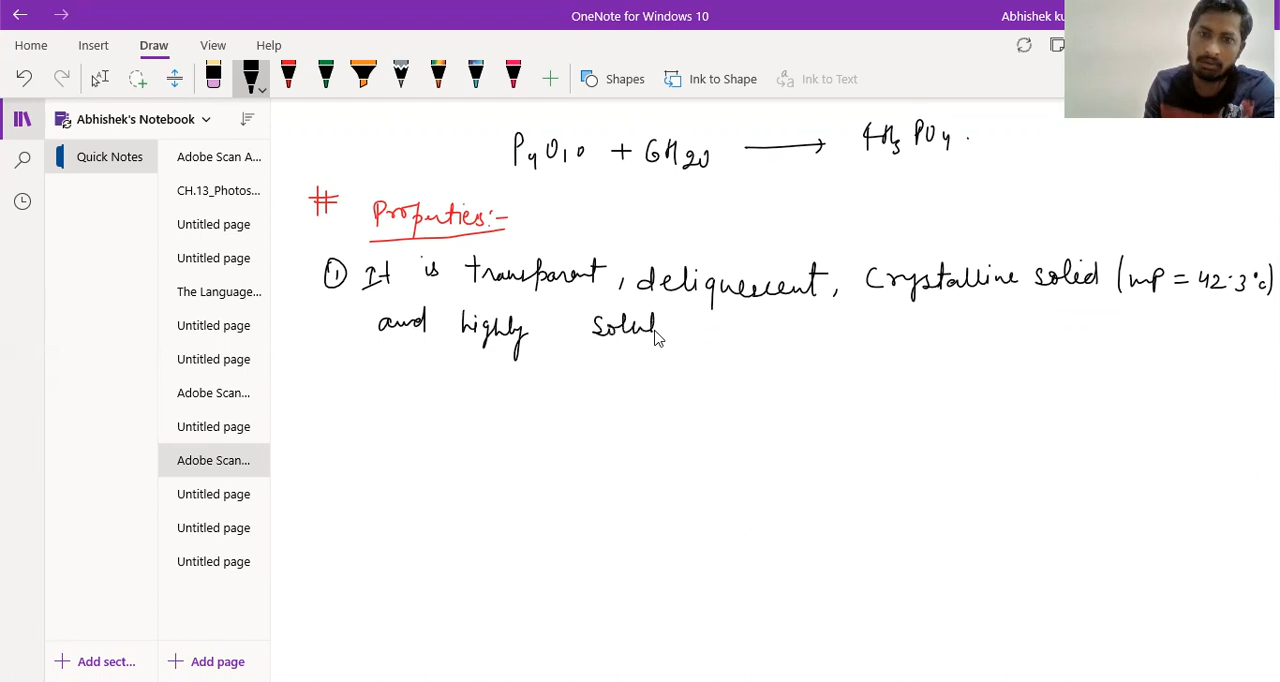 OneNote for Windows 10
Abhishek ku
Home Insert Draw View Help
Shapes Ink to Shape Ink to Text
Abhishek's Notebook
Quick Notes
Adobe Scan A...
CH.13_Photos...
Untitled page
Untitled page
The Language...
Untitled page
Untitled page
Adobe Scan...
Untitled page
Adobe Scan...
Untitled page
Untitled page
Untitled page
Add sect... Add page
P4O10 + 6H2O → 4H3PO4.
# Properties:-
① It is transparent, deliquescent, Crystalline solid (mP = 42.3°c)
and highly solub